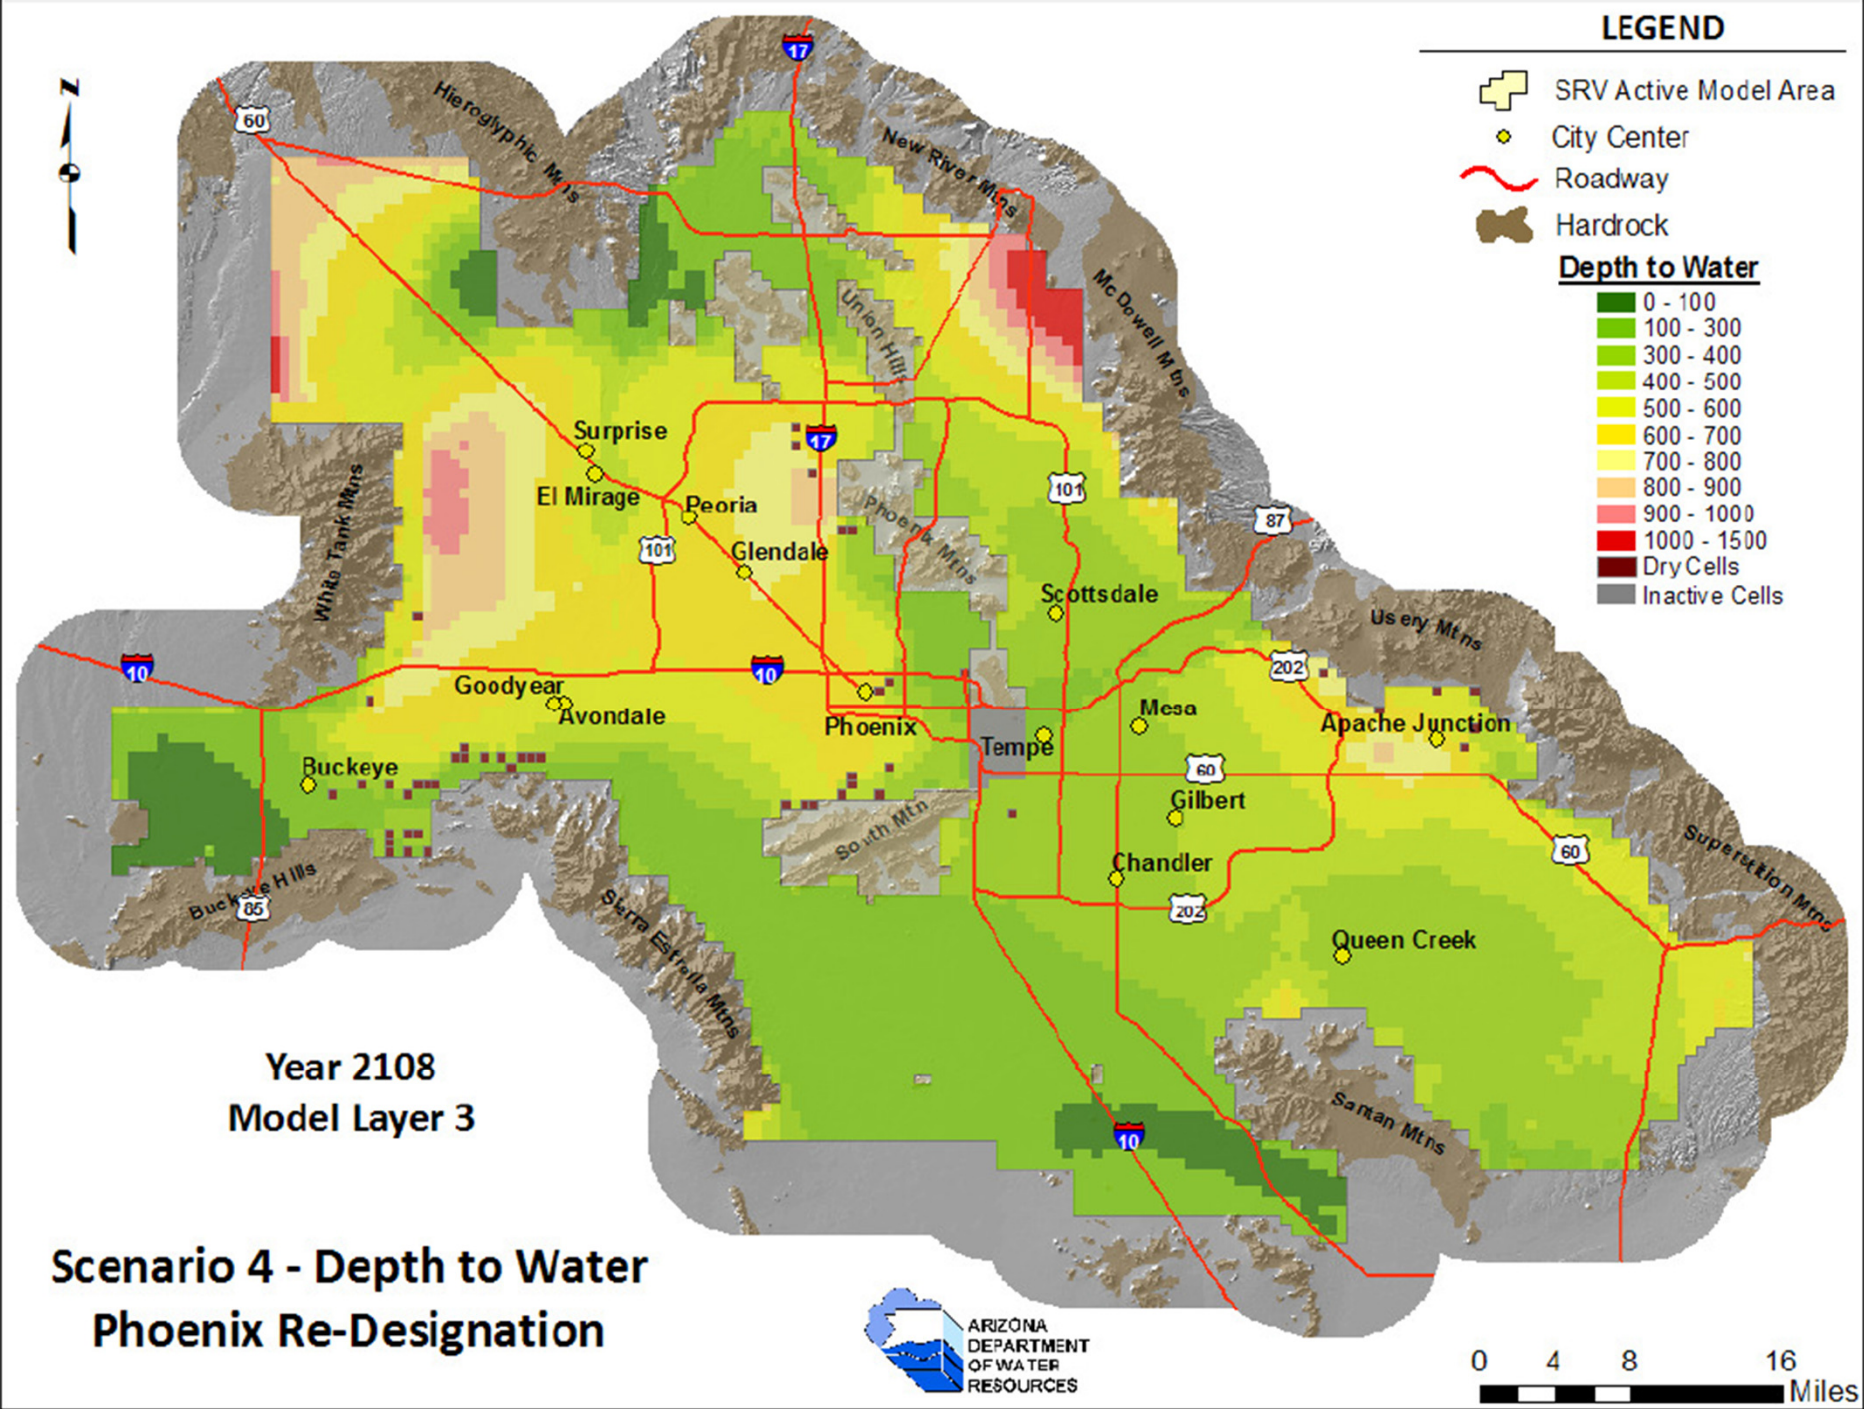 LEGEND
SRV Active Model Area
City Center
Roadway
Hardrock
Depth to Water
0 - 100
100 - 300
300 - 400
400 - 500
500 - 600
600 - 700
700 - 800
800 - 900
900 - 1000
1000 - 1500
Dry Cells
Inactive Cells
N
17
60
Hieroglyphic Mtns
New River Mtns
Union Hills
McDowell Mtns
Surprise
17
El Mirage
Peoria
101
Phoenix Mtns
87
White Tank Mtns
101
Glendale
Scottsdale
Usery Mtns
10
10
202
Goodyear
Avondale
Phoenix
Mesa
Apache Junction
Tempe
Buckeye
60
Gilbert
South Mtn
60
Superstition Mtns
Chandler
Buckeye Hills
85
202
Sierra Estrella Mtns
Queen Creek
Year 2108
Model Layer 3
10
Santan Mtns
Scenario 4 - Depth to Water
Phoenix Re-Designation
ARIZONA
DEPARTMENT
OF WATER
RESOURCES
0 4 8 16
Miles